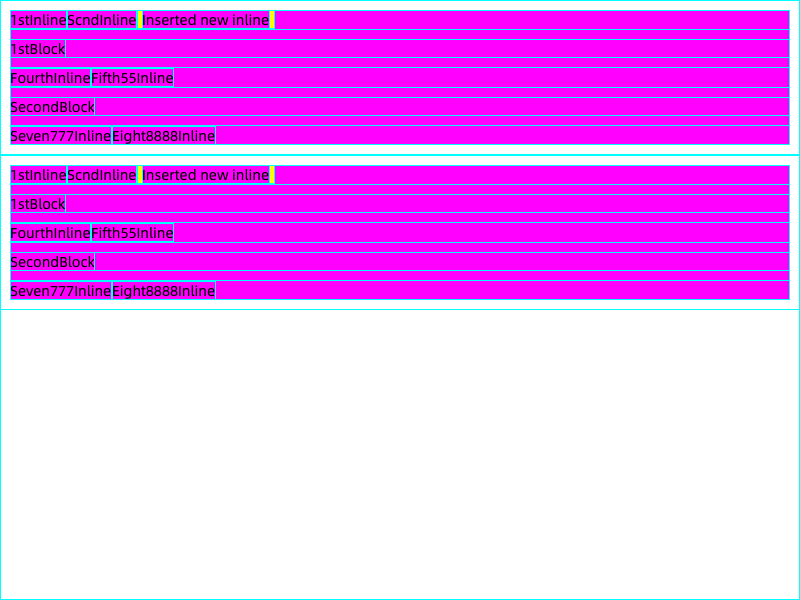 1stInlineScndInline Inserted new inline
1stBlock
FourthInlineFifth55Inline
SecondBlock
Seven777InlineEight8888Inline
1stInlineScndInline Inserted new inline
1stBlock
FourthInlineFifth55Inline
SecondBlock
Seven777InlineEight8888Inline